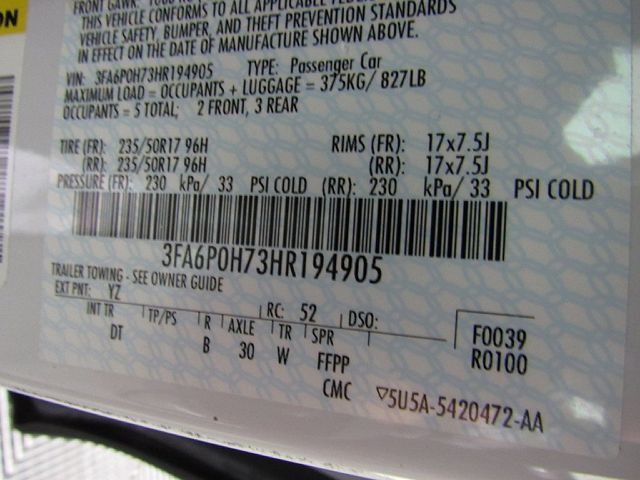 FRONT GAWR:
THIS VEHICLE CONFORMS TO ALL APPLICABLE
VEHICLE SAFETY, BUMPER, AND THEFT PREVENTION STANDARDS
IN EFFECT ON THE DATE OF MANUFACTURE SHOWN ABOVE.
VIN: 3FA6P0H73HR194905 TYPE: Passenger Car
MAXIMUM LOAD = OCCUPANTS + LUGGAGE = 375KG/ 827LB
OCCUPANTS = 5 TOTAL; 2 FRONT, 3 REAR
TIRE (FR): 235/50R17 96H RIMS (FR): 17x7.5J
(RR): 235/50R17 96H (RR): 17x7.5J
PRESSURE (FR): 230 kPa/ 33 PSI COLD (RR): 230 kPa/ 33 PSI COLD
3FA6P0H73HR194905
TRAILER TOWING - SEE OWNER GUIDE
EXT PNT: YZ RC: 52 DSO:
INT TR TP/PS R AXLE TR SPR
DT B 30 W FFPP
F0039
R0100
CMC ▽5U5A-5420472-AA